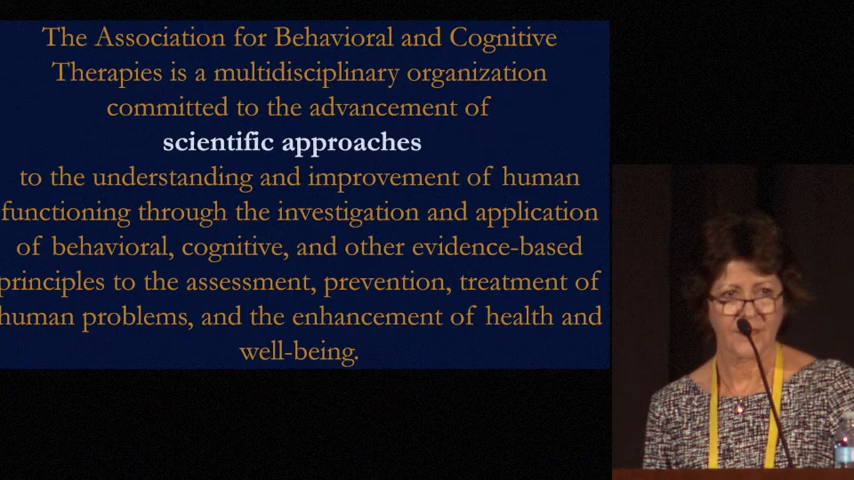 The Association for Behavioral and Cognitive
Therapies is a multidisciplinary organization
committed to the advancement of
scientific approaches
to the understanding and improvement of human
functioning through the investigation and application
of behavioral, cognitive, and other evidence-based
principles to the assessment, prevention, treatment of
human problems, and the enhancement of health and
well-being.